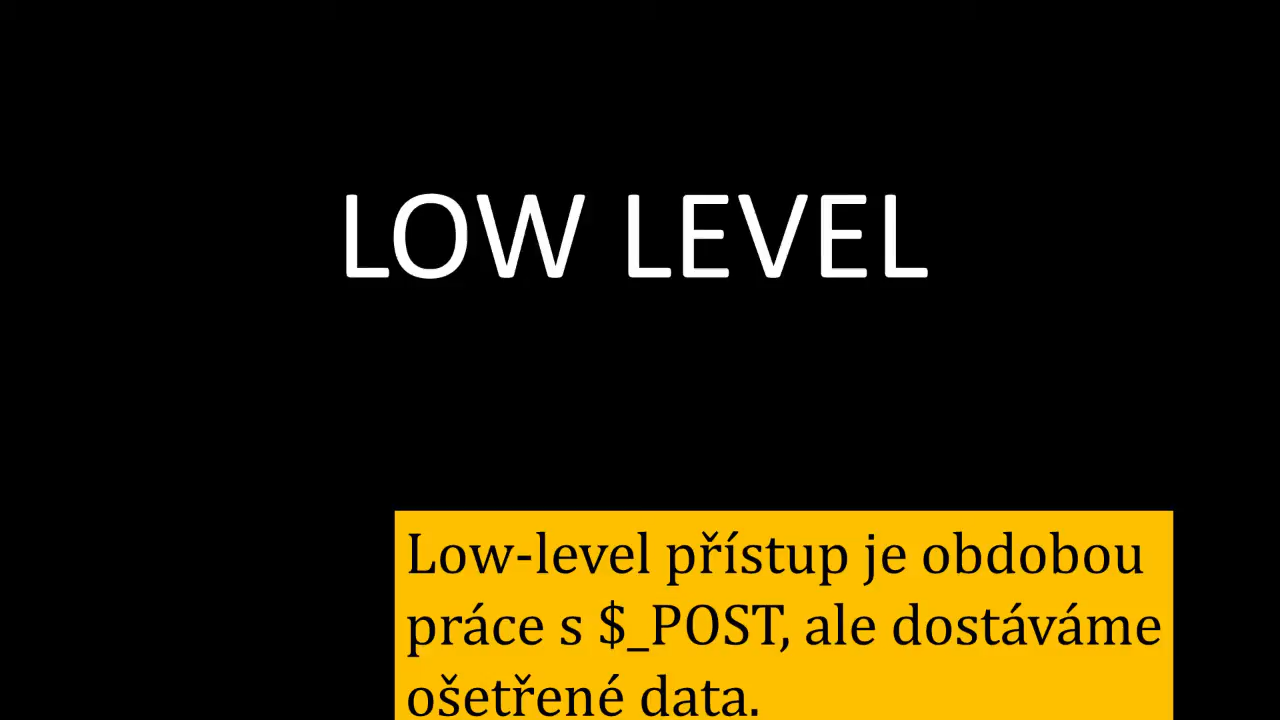 LOW LEVEL
Low-level přístup je obdobou
práce s $_POST, ale dostáváme
ošetřené data.